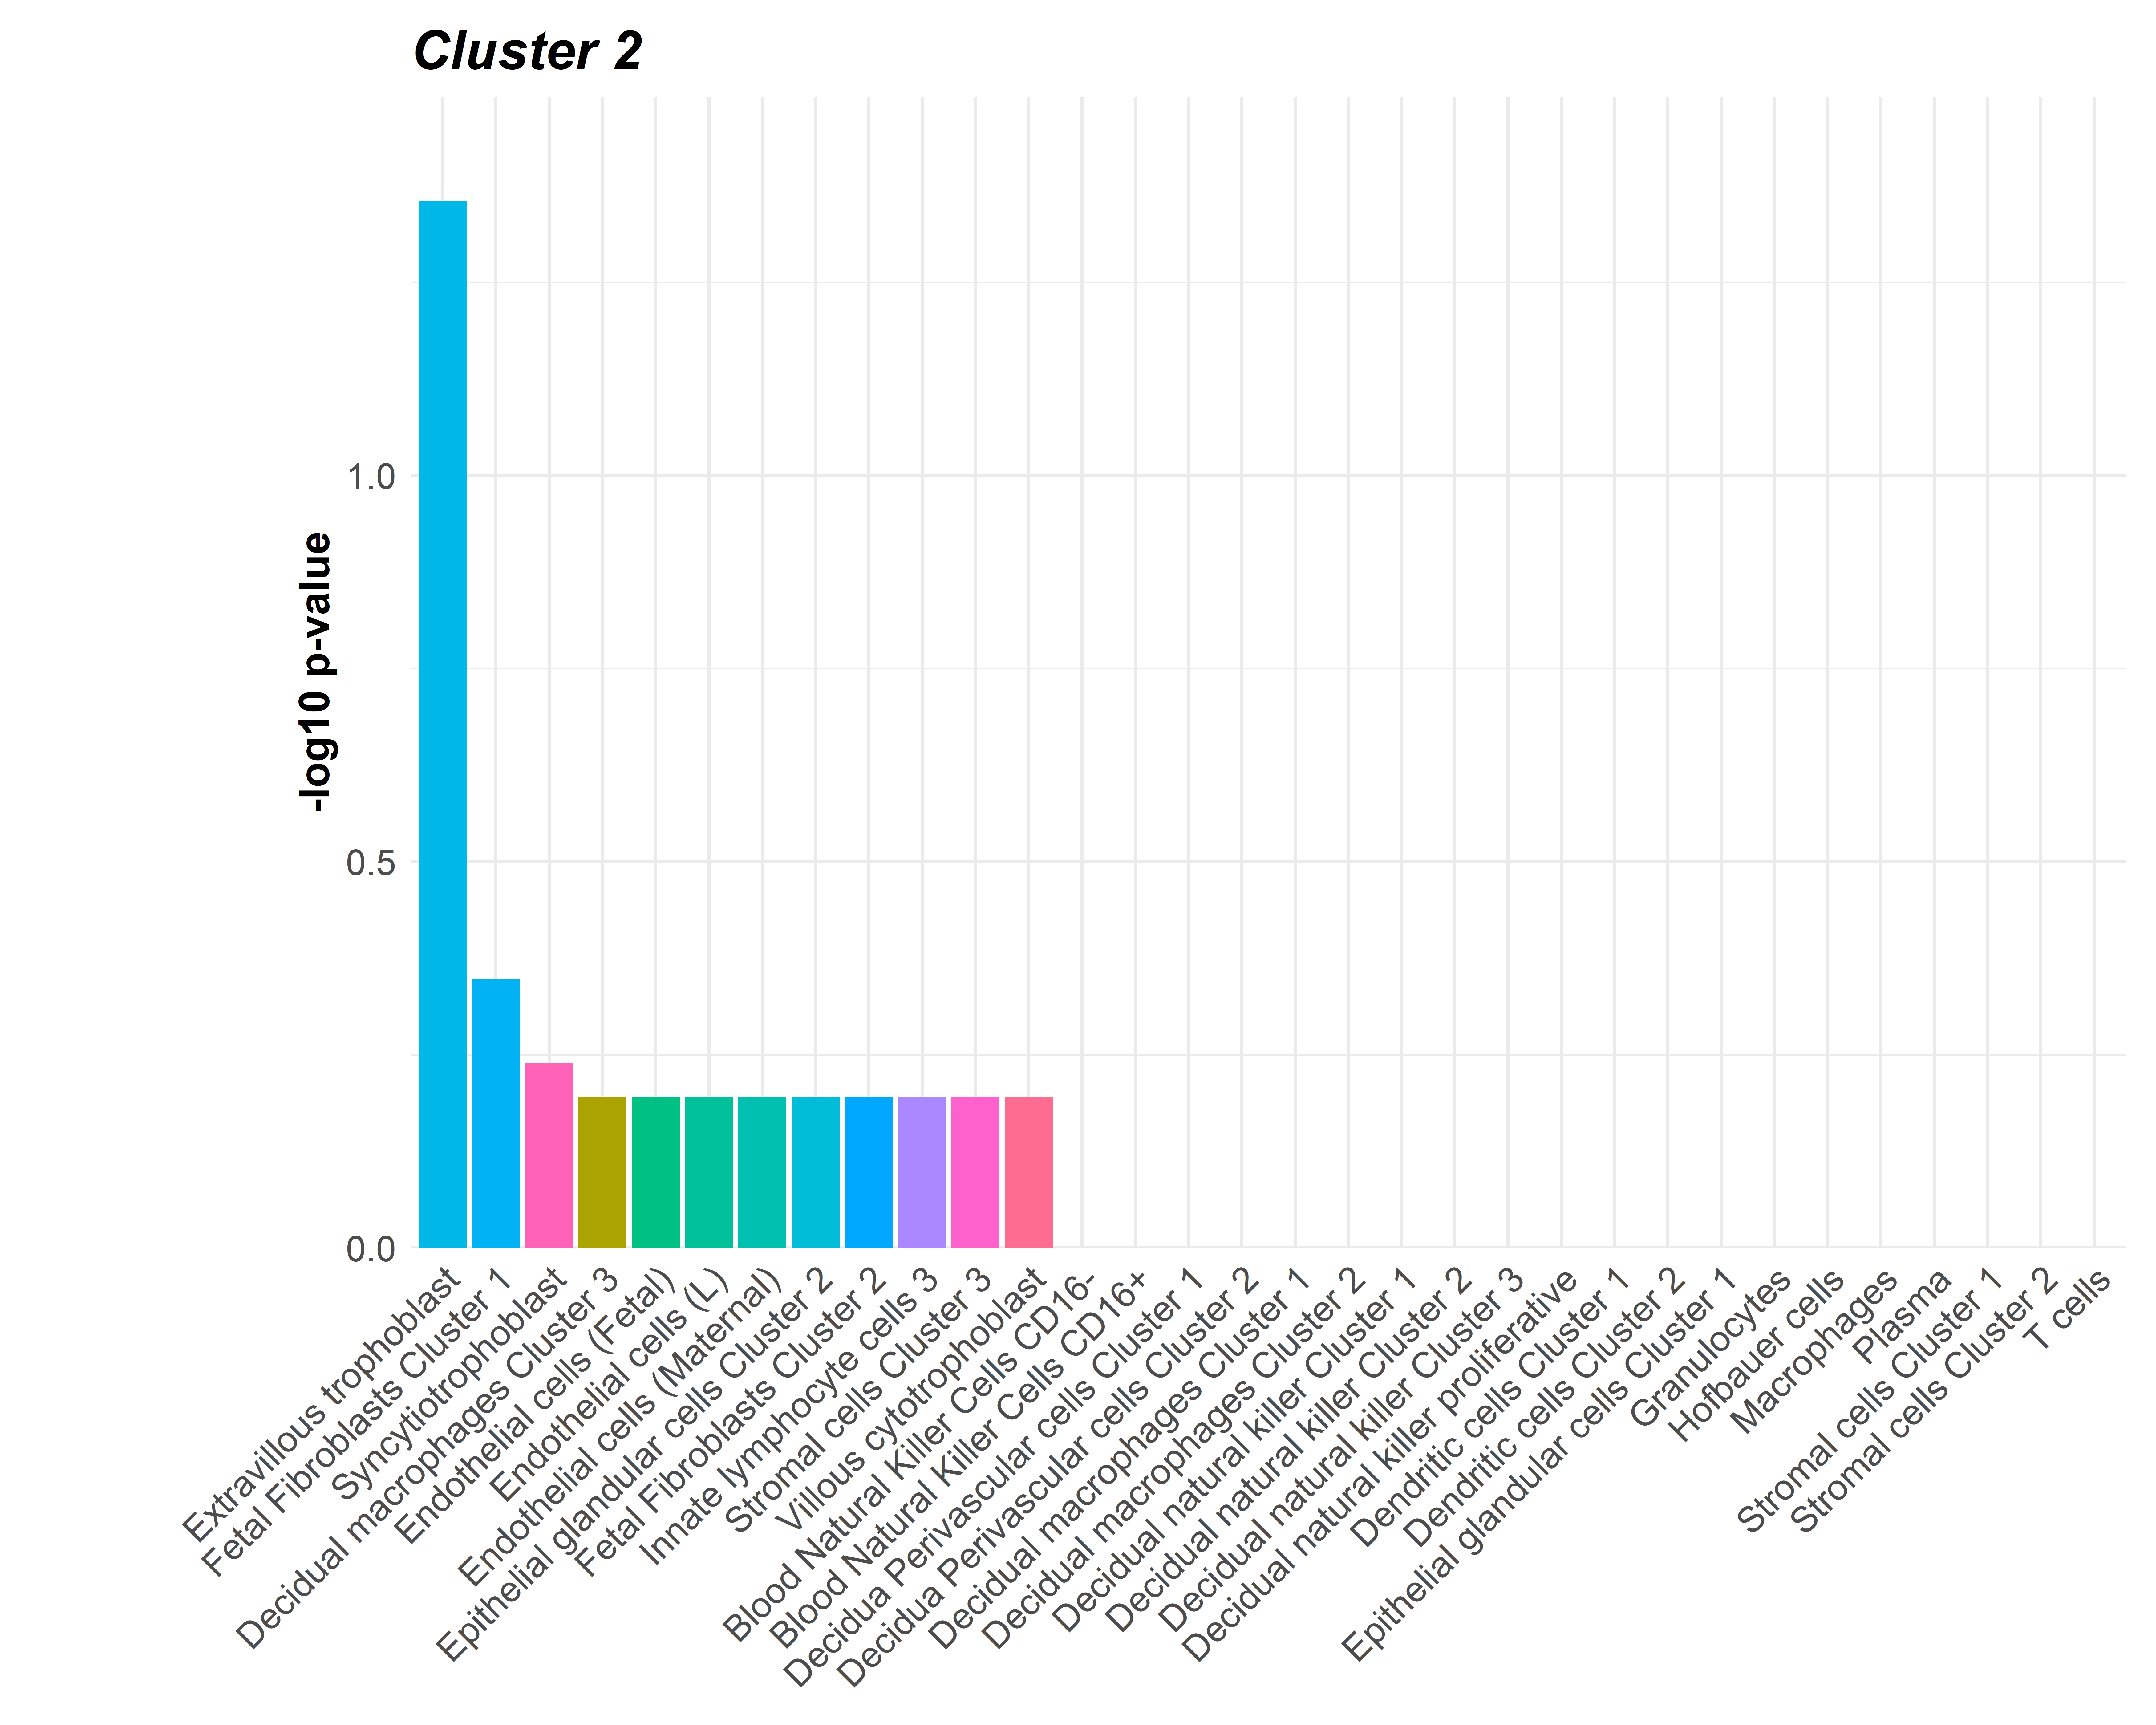 Cluster 2
-log10 p-value
1.0
0.5
0.0
Extravillous trophoblast
Fetal Fibroblasts Cluster 1
Syncytiotrophoblast
Decidual macrophages Cluster 3
Endothelial cells (Fetal)
Endothelial cells (L)
Endothelial cells (Maternal)
Epithelial glandular cells Cluster 2
Fetal Fibroblasts Cluster 2
Innate lymphocyte cells 3
Stromal cells Cluster 3
Villous cytotrophoblast
Blood Natural Killer Cells CD16-
Blood Natural Killer Cells CD16+
Decidua Perivascular cells Cluster 1
Decidua Perivascular cells Cluster 2
Decidual macrophages Cluster 1
Decidual macrophages Cluster 2
Decidual natural killer Cluster 1
Decidual natural killer Cluster 2
Decidual natural killer Cluster 3
Decidual natural killer proliferative
Dendritic cells Cluster 1
Dendritic cells Cluster 2
Epithelial glandular cells Cluster 1
Granulocytes
Hofbauer cells
Macrophages
Plasma
Stromal cells Cluster 1
Stromal cells Cluster 2
T cells